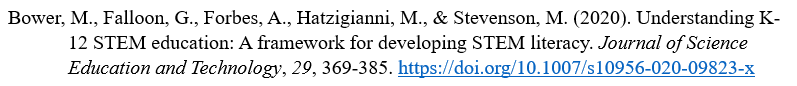 Bower, M., Falloon, G., Forbes, A., Hatzigianni, M., & Stevenson, M. (2020). Understanding K-
12 STEM education: A framework for developing STEM literacy. Journal of Science
Education and Technology, 29, 369-385. https://doi.org/10.1007/s10956-020-09823-x